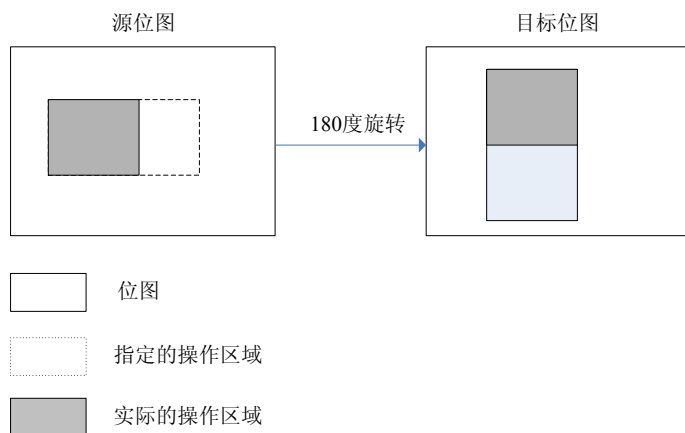 源位图
目标位图
180度旋转
位图
指定的操作区域
实际的操作区域